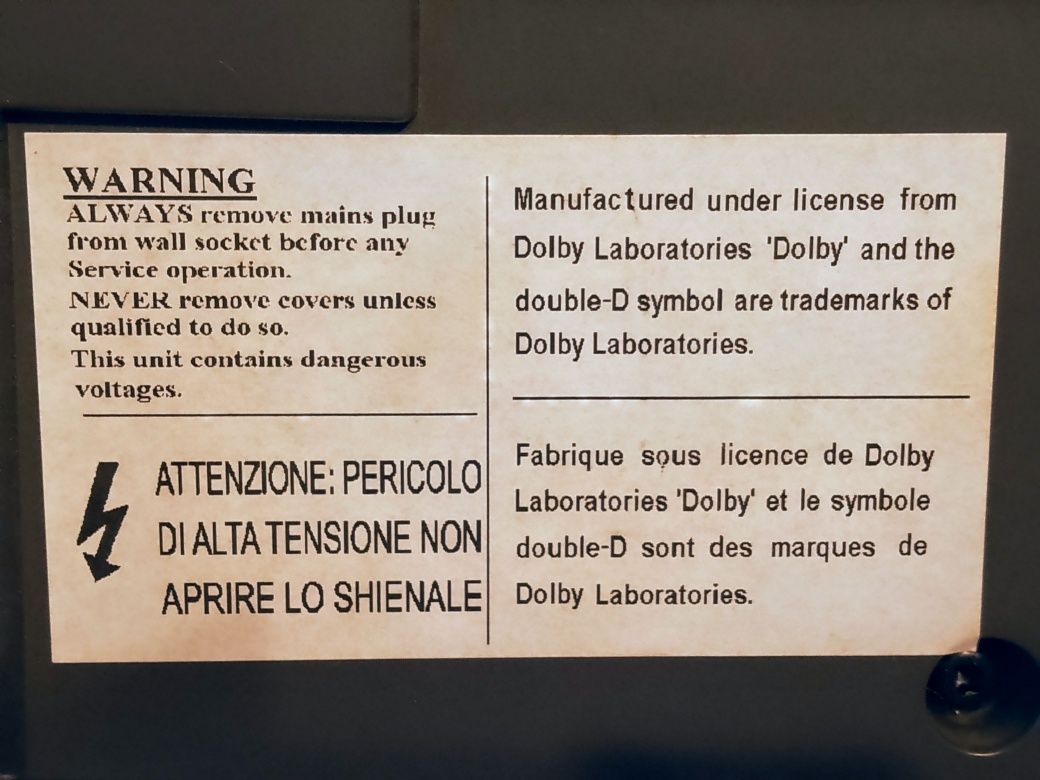 WARNING
ALWAYS remove mains plug
from wall socket before any
Service operation.
NEVER remove covers unless
qualified to do so.
This unit contains dangerous
voltages.
ATTENZIONE: PERICOLO
DI ALTA TENSIONE NON
APRIRE LO SHIENALE
Manufactured under license from
Dolby Laboratories 'Dolby' and the
double-D symbol are trademarks of
Dolby Laboratories.
Fabrique sous licence de Dolby
Laboratories 'Dolby' et le symbole
double-D sont des marques de
Dolby Laboratories.